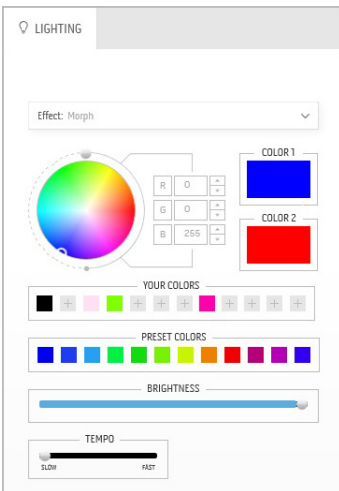 LIGHTING
Effect: Morph
COLOR 1
R 0
G 0
B 255
COLOR 2
YOUR COLORS
PRESET COLORS
BRIGHTNESS
TEMPO
SLOW FAST